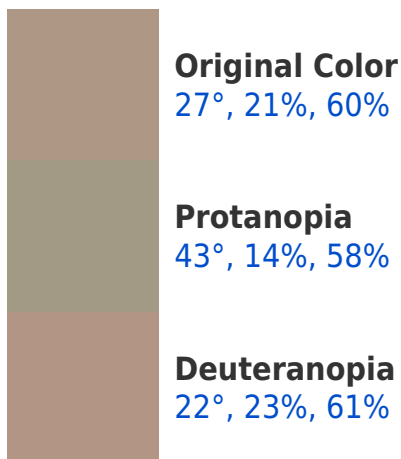 Original Color
27°, 21%, 60%
Protanopia
43°, 14%, 58%
Deuteranopia
22°, 23%, 61%